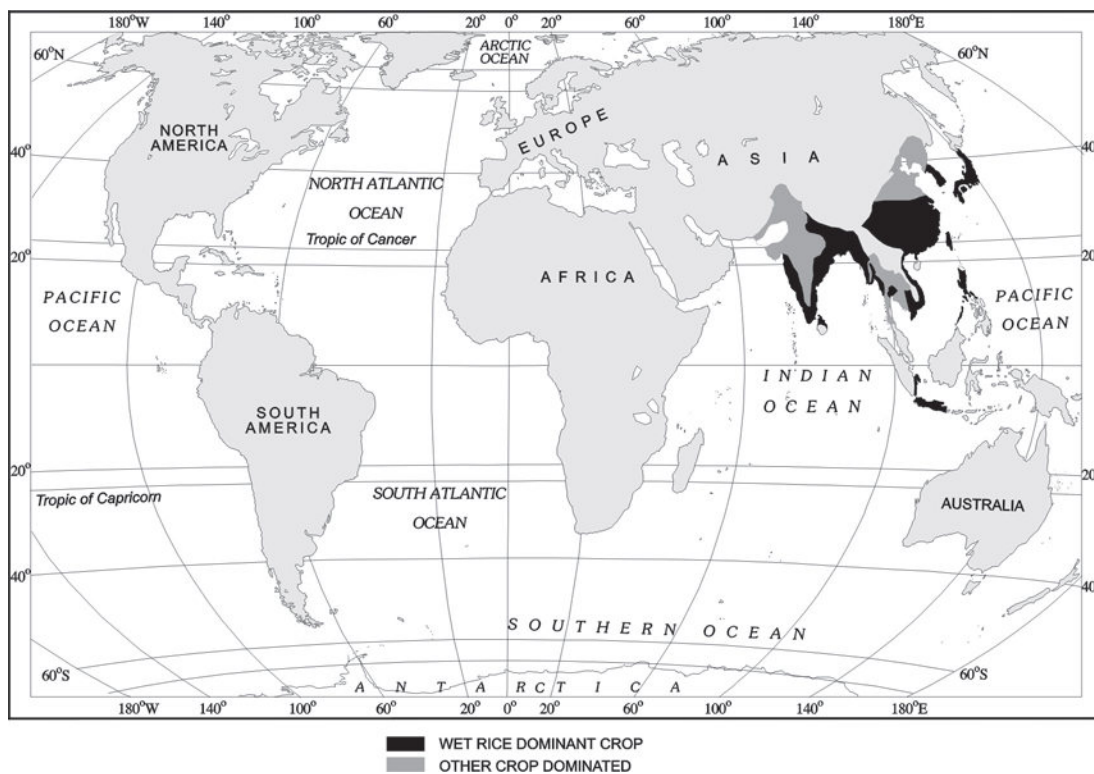 180°W 140° 100° 60° 20° 0° 20° 60° 100° 140° 180°E
60°N
60°N
ARCTIC
OCEAN
NORTH
AMERICA
EUROPE
ASIA
40°
40
NORTH ATLANTIC
OCEAN
Tropic of Cancer
20°
20
AFRICA
PACIFIC
OCEAN
PACIFIC
OCEAN
INDIAN
OCEAN
0°
0
SOUTH
AMERICA
20°
20
Tropic of Capricorn
SOUTH ATLANTIC
OCEAN
AUSTRALIA
40°
40
SOUTHERN OCEAN
60°S
60°S
ANTARCTICA
180°W 140° 100° 60° 20° 0° 20° 60° 100° 140° 180°E
WET RICE DOMINANT CROP
OTHER CROP DOMINATED